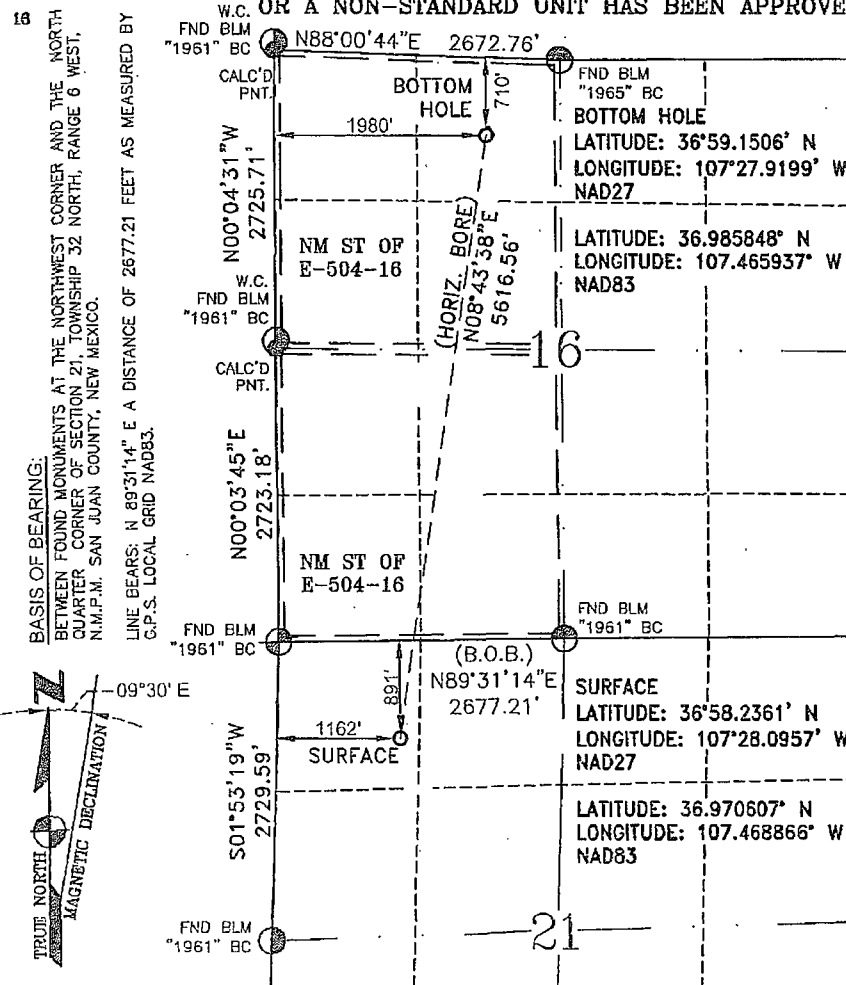 16
OR A NON-STANDARD UNIT HAS BEEN APPROVE
W.C.
FND BLM
"1961" BC
N88°00'44"E 2672.76'
CALC'D
PNT.
FND BLM
"1965" BC
BOTTOM
HOLE
710'
1980'
BOTTOM HOLE
LATITUDE: 36°59.1506' N
LONGITUDE: 107°27.9199' W
NAD27
LATITUDE: 36.985848° N
LONGITUDE: 107.465937° W
NAD83
N00°04'31"W
2725.71'
NM ST OF
E-504-16
(HORIZ. BORE)
N08°43'38"E
5616.56'
W.C.
FND BLM
"1961" BC
CALC'D
PNT.
16
N00°03'45"E
2723.18'
NM ST OF
E-504-16
FND BLM
"1961" BC
FND BLM
"1961" BC
(B.O.B.)
N89°31'14"E
2677.21'
891'
1162'
SURFACE
SURFACE
LATITUDE: 36°58.2361' N
LONGITUDE: 107°28.0957' W
NAD27
LATITUDE: 36.970607° N
LONGITUDE: 107.468866° W
NAD83
S01°53'19"W
2729.59'
FND BLM
"1961" BC
21
BASIS OF BEARING:
BETWEEN FOUND MONUMENTS AT THE NORTHWEST CORNER AND THE NORTH
QUARTER CORNER OF SECTION 21, TOWNSHIP 32 NORTH, RANGE 6 WEST,
N.M.P.M. SAN JUAN COUNTY, NEW MEXICO.
LINE BEARS: N 89°31'14" E A DISTANCE OF 2677.21 FEET AS MEASURED BY
G.P.S. LOCAL GRID NAD83.
N
09°30' E
TRUE NORTH
MAGNETIC DECLINATION